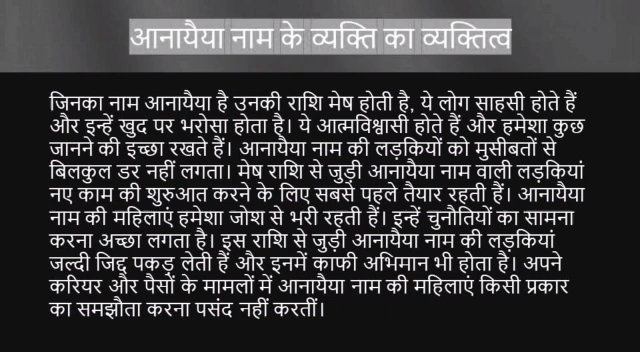 आनायैया नाम के व्यक्ति का व्यक्तित्व
जिनका नाम आनायैया है उनकी राशि मेष होती है, ये लोग साहसी होते हैं
और इन्हें खुद पर भरोसा होता है। ये आत्मविश्वासी होते हैं और हमेशा कुछ
जानने की इच्छा रखते हैं। आनायैया नाम की लड़कियों को मुसीबतों से
बिलकुल डर नहीं लगता। मेष राशि से जुड़ी आनायैया नाम वाली लड़कियां
नए काम की शुरुआत करने के लिए सबसे पहले तैयार रहती हैं। आनायैया
नाम की महिलाएं हमेशा जोश से भरी रहती हैं। इन्हें चुनौतियों का सामना
करना अच्छा लगता है। इस राशि से जुड़ी आनायैया नाम की लड़कियां
जल्दी जिद्द पकड़ लेती हैं और इनमें काफी अभिमान भी होता है। अपने
करियर और पैसों के मामलों में आनायैया नाम की महिलाएं किसी प्रकार
का समझौता करना पसंद नहीं करतीं।